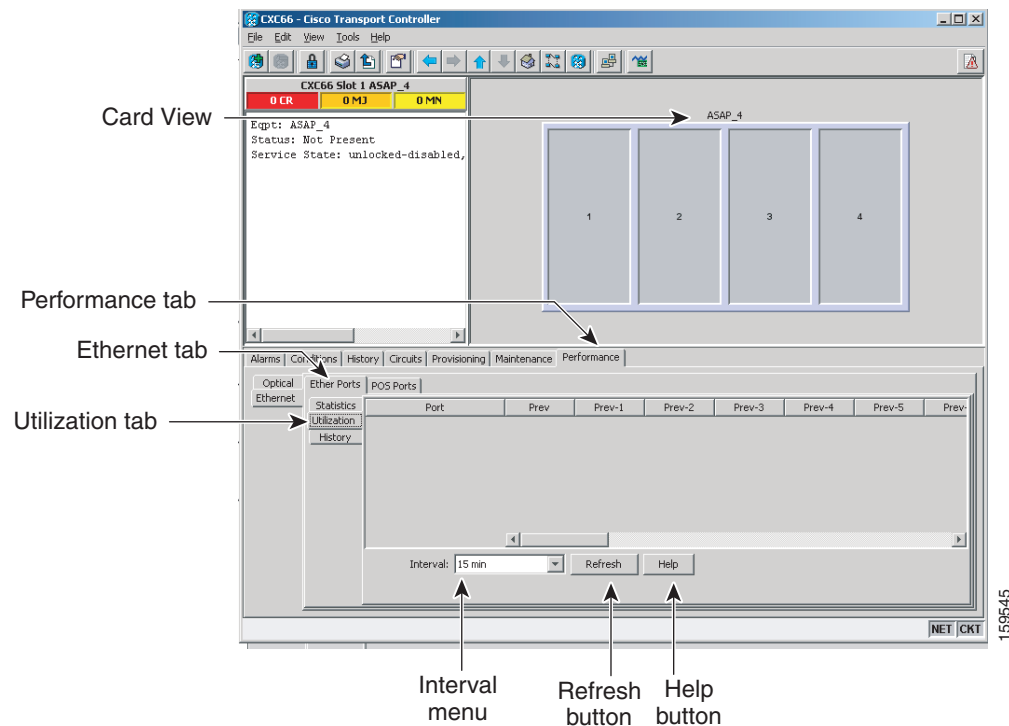 CXC66 - Cisco Transport Controller
File Edit View Tools Help
CXC66 Slot 1 ASAP_4
0 CR 0 MJ 0 MN
Eqpt: ASAP_4
Status: Not Present
Service State: unlocked-disabled,
Card View
ASAP_4
1 2 3 4
Performance tab
Ethernet tab
Utilization tab
Alarms Conditions History Circuits Provisioning Maintenance Performance
Optical
Ethernet
Ether Ports POS Ports
Statistics
Utilization
History
Port Prev Prev-1 Prev-2 Prev-3 Prev-4 Prev-5 Prev-
Interval: 15 min Refresh Help
NET CKT
159545
Interval
menu
Refresh
button
Help
button